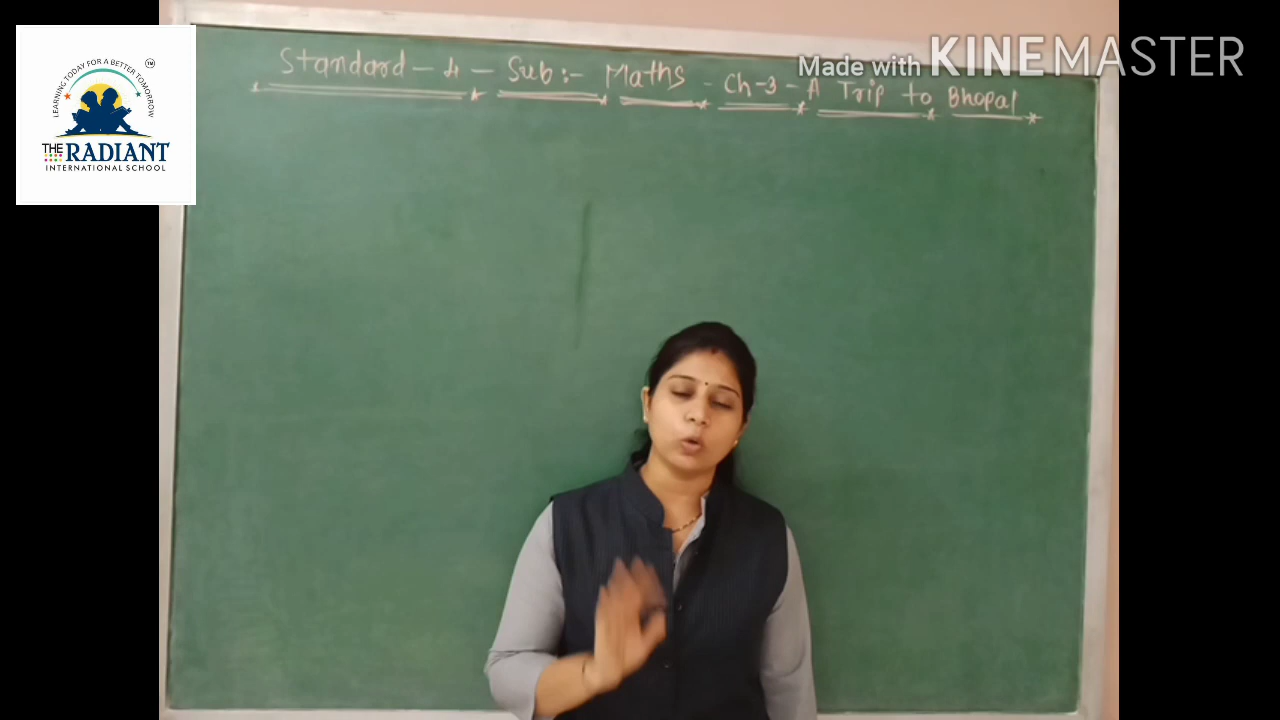 Standard - 4 - Sub:- Maths - Ch-3 - A Trip to Bhopal
Made with KINEMASTER
LEARNING TODAY FOR A BETTER TOMORROW
TM
THE RADIANT
INTERNATIONAL SCHOOL